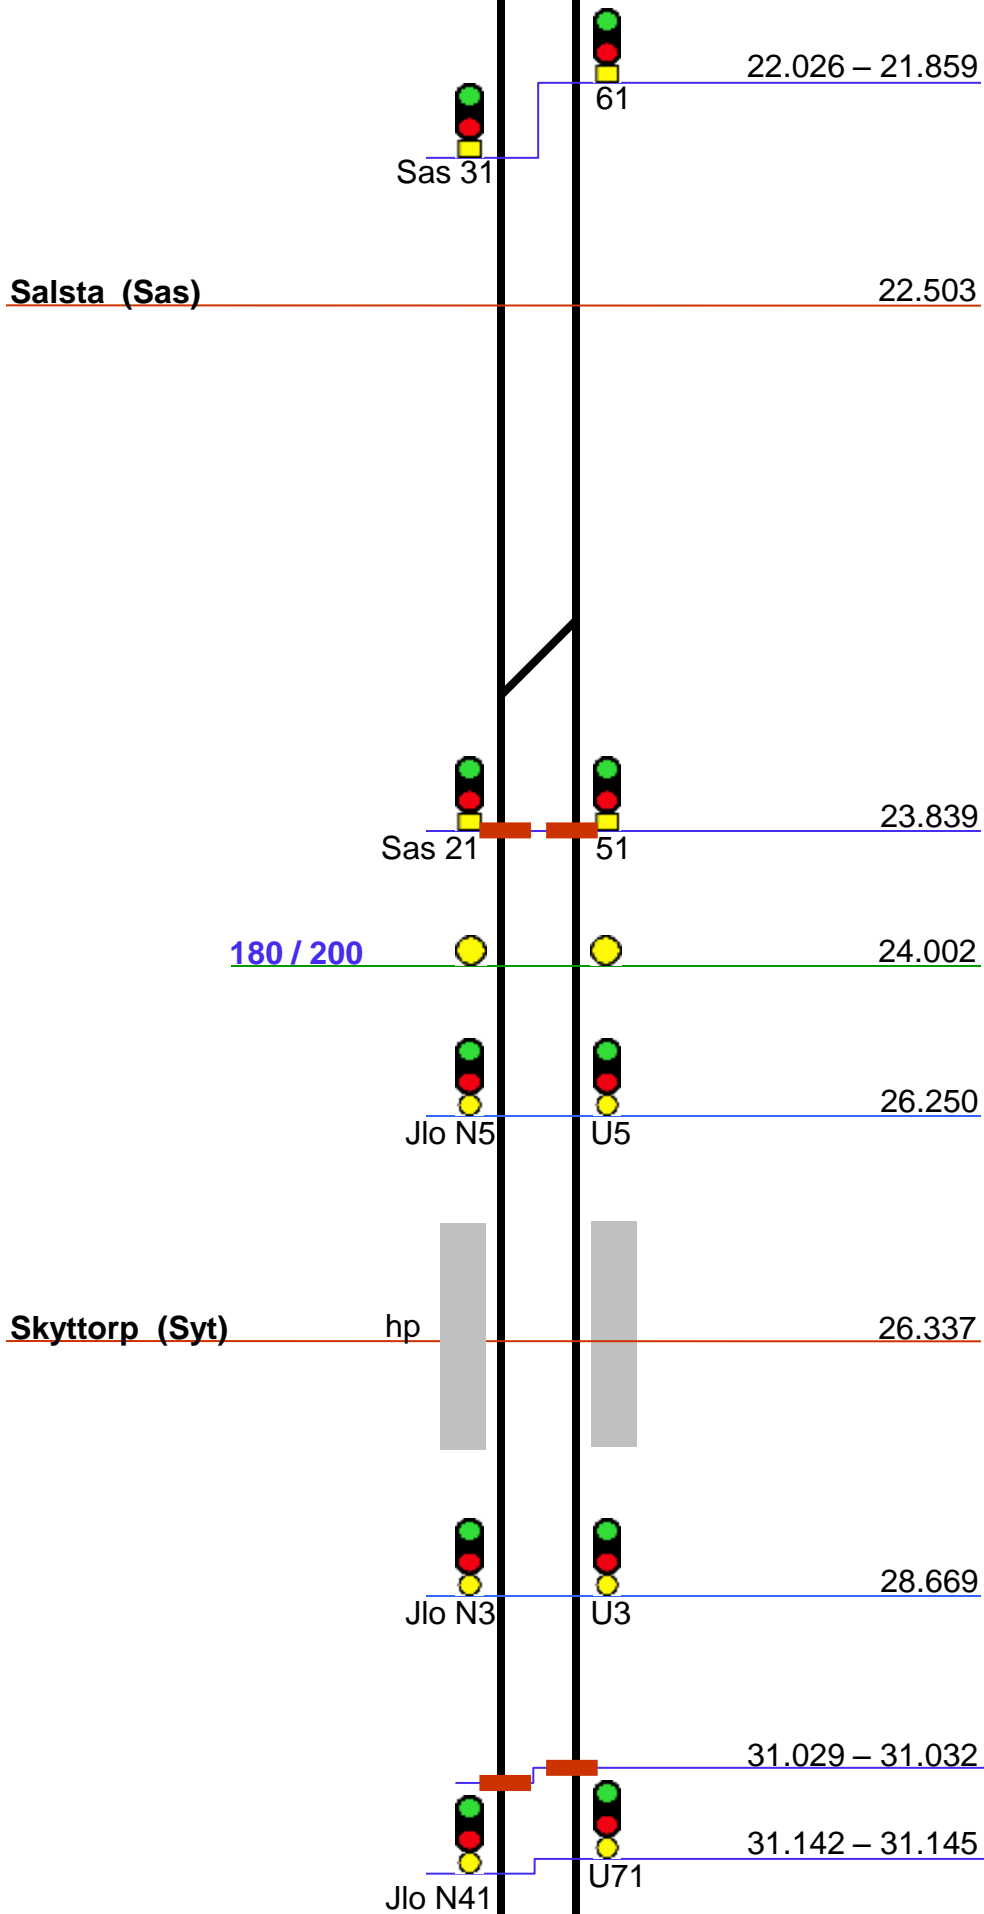 22.026 – 21.859
61
Sas 31
Salsta (Sas)
22.503
23.839
Sas 21
51
180 / 200
24.002
26.250
Jlo N5
U5
Skyttorp (Syt)
hp
26.337
28.669
Jlo N3
U3
31.029 – 31.032
31.142 – 31.145
U71
Jlo N41